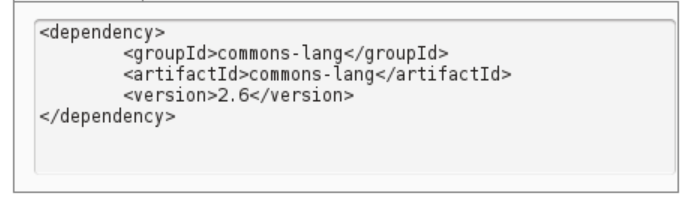 <dependency>
        <groupId>commons-lang</groupId>
        <artifactId>commons-lang</artifactId>
        <version>2.6</version>
</dependency>